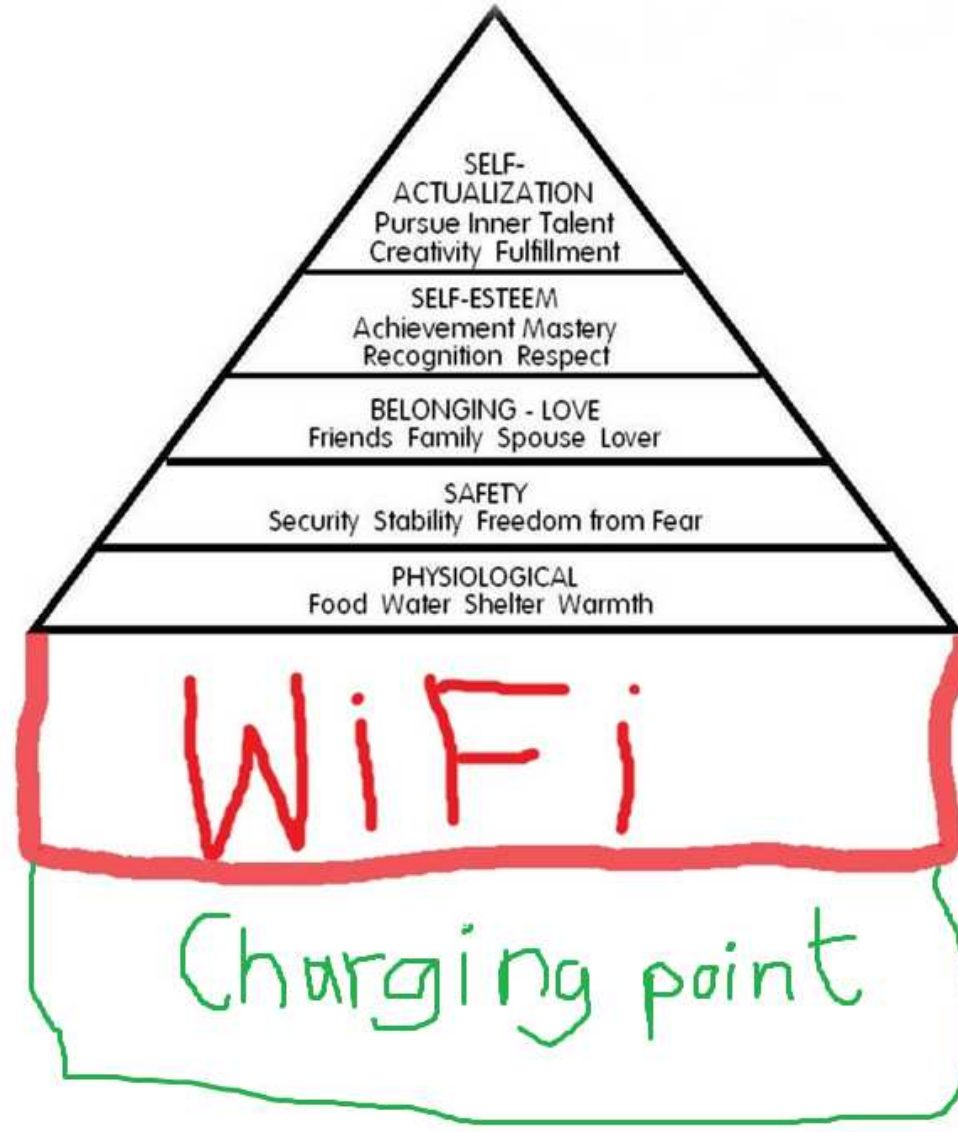 SELF-
ACTUALIZATION
Pursue Inner Talent
Creativity Fulfillment
SELF-ESTEEM
Achievement Mastery
Recognition Respect
BELONGING - LOVE
Friends Family Spouse Lover
SAFETY
Security Stability Freedom from Fear
PHYSIOLOGICAL
Food Water Shelter Warmth
WiFi
Charging point